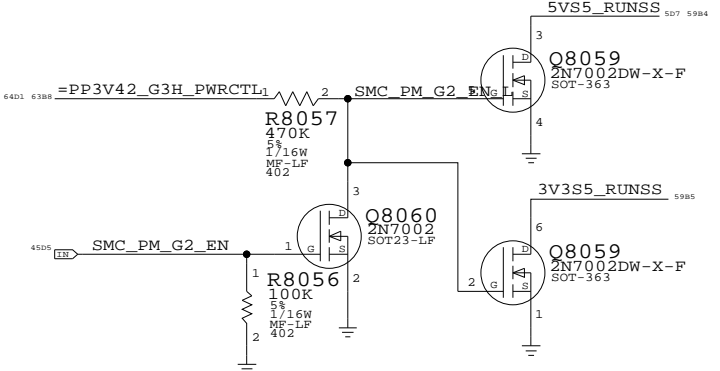 5VS5_RUNSS
5D7 59B4
3
D
Q8059
2N7002DW-X-F
SOT-363
G
S
4
64D1 63B8
=PP3V42_G3H_PWRCTL
1
2
SMC_PM_G2_EN_L
R8057
470K
5%
1/16W
MF-LF
402
3V3S5_RUNSS
59B5
3
D
Q8060
2N7002
SOT23-LF
6
D
Q8059
2N7002DW-X-F
SOT-363
45D5
IN
SMC_PM_G2_EN
1
G
S
2
2
G
S
1
1
R8056
100K
5%
1/16W
MF-LF
402
2